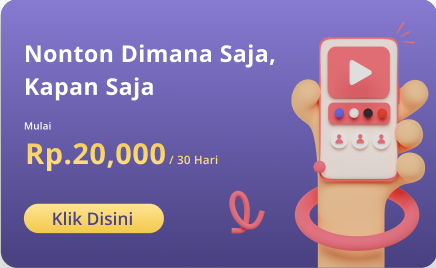 Nonton Dimana Saja,
Kapan Saja
Mulai
Rp.20,000 / 30 Hari
Klik Disini